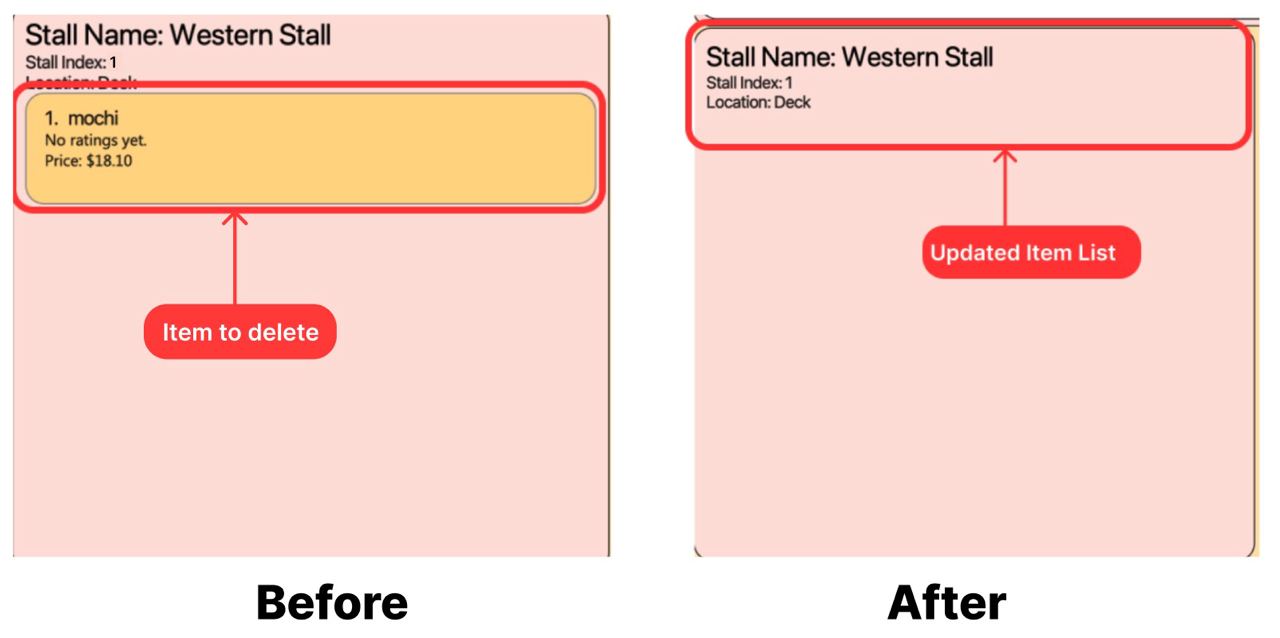 Stall Name: Western Stall
Stall Index: 1
Location: Deck
1. mochi
No ratings yet.
Price: $18.10
Item to delete
Before
Stall Name: Western Stall
Stall Index: 1
Location: Deck
Updated Item List
After